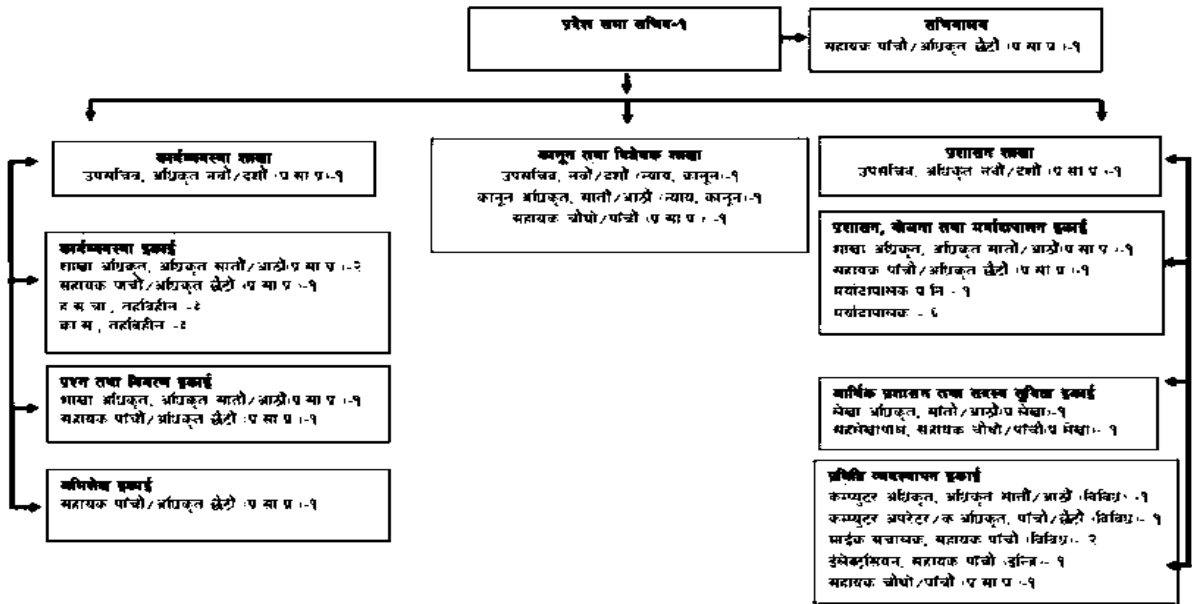 प्रदेश सभा सचिव-१
सचिवालय
सहायक पांचौ/अधिकृत छैटौ (प्र सा प्र)-१
कार्यव्यवस्था शाखा
उपसचिव, अधिकृत नवौं/दशौं (प्र सा प्र)-१
कार्यव्यवस्था इकाई
शाखा अधिकृत, अधिकृत सातौं/आठौं(प्र सा प्र)-२
सहायक पाचौ/अधिकृत छैटौ (प्र सा प्र)-१
ह स चा, तहविहीन -८
का स, तहविहीन -८
प्रश्न तथा विवरण इकाई
शाखा अधिकृत, अधिकृत सातौं/आठौं(प्र सा प्र)-१
सहायक पांचौ/अधिकृत छैटौ (प्र सा प्र)-१
अभिलेख इकाई
सहायक पांचौ/अधिकृत छैटौ (प्र सा प्र)-१
कानून तथा विधेयक शाखा
उपसचिव, नवौं/दशौं (न्याय, कानून)-१
कानून अधिकृत, सातौं/आठौं (न्याय, कानून)-१
सहायक चौथो/पांचौं (प्र सा प्र)-१
प्रशासन शाखा
उपसचिव, अधिकृत नवौं/दशौं (प्र सा प्र)-१
प्रशासन, योजना तथा मर्यादापालन इकाई
शाखा अधिकृत, अधिकृत सातौं/आठौं(प्र सा प्र)-१
सहायक पांचौ/अधिकृत छैटौ (प्र सा प्र)-१
मर्यादापालक प्र नि - १
मर्यादापालक - ६
आर्थिक प्रशासन तथा सदस्य सुविधा इकाई
लेखा अधिकृत, सातौं/आठौं(प्र लेखा)-१
सहलेखापाल, सहायक चौथो/पांचौ(प्र लेखा)- १
प्रविधि व्यवस्थापन इकाई
कम्प्युटर अधिकृत, अधिकृत सातौं/आठौं (विविध)-१
कम्प्युटर अपरेटर/क अधिकृत, पांचौ/छैटौ (विविध)- १
माईक सचालक, सहायक पांचौ (विविध)- २
ईलेक्ट्रसियन, सहायक पांचौ (इन्जि)- १
सहायक चौथो/पांचौ (प्र सा प्र)-१